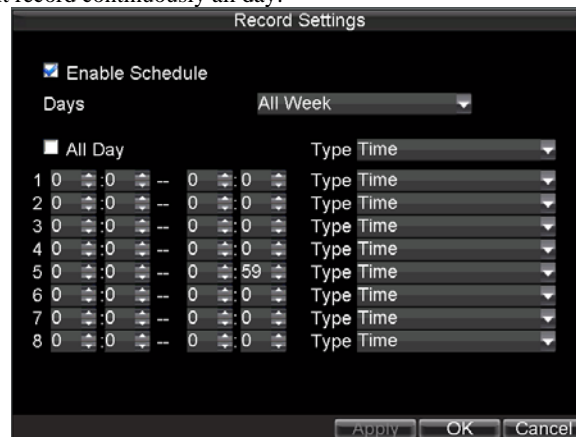 t record continuously all day.
Record Settings
Enable Schedule
Days All Week
All Day Type Time
1 0 :0 -- 0 :0 Type Time
2 0 :0 -- 0 :0 Type Time
3 0 :0 -- 0 :0 Type Time
4 0 :0 -- 0 :0 Type Time
5 0 :0 -- 0 :59 Type Time
6 0 :0 -- 0 :0 Type Time
7 0 :0 -- 0 :0 Type Time
8 0 :0 -- 0 :0 Type Time
Apply OK Cancel